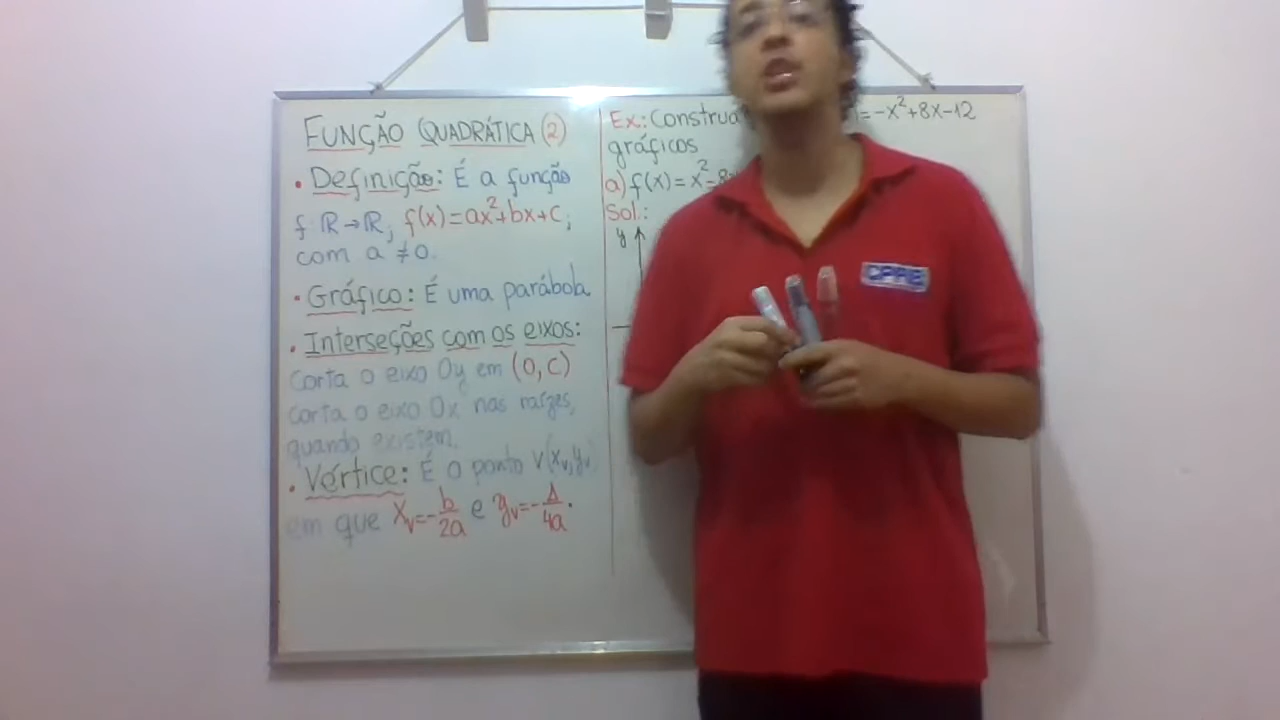 FUNÇÃO QUADRÁTICA (2)
• Definição: É a função
f: ℝ→ℝ, f(x)=ax²+bx+c,
com a ≠ 0.
• Gráfico: É uma parábola
• Interseções com os eixos:
Corta o eixo Oy em (0, C)
Corta o eixo Ox nas raízes,
quando existem.
• Vértice: É o ponto V(xᵥ, yᵥ)
em que Xᵥ=-b/2a e yᵥ=-Δ/4a.
Ex.: Construa
=-x²+8x-12
gráficos
a) f(x)=x²-8x
Sol.:
y
CPAE